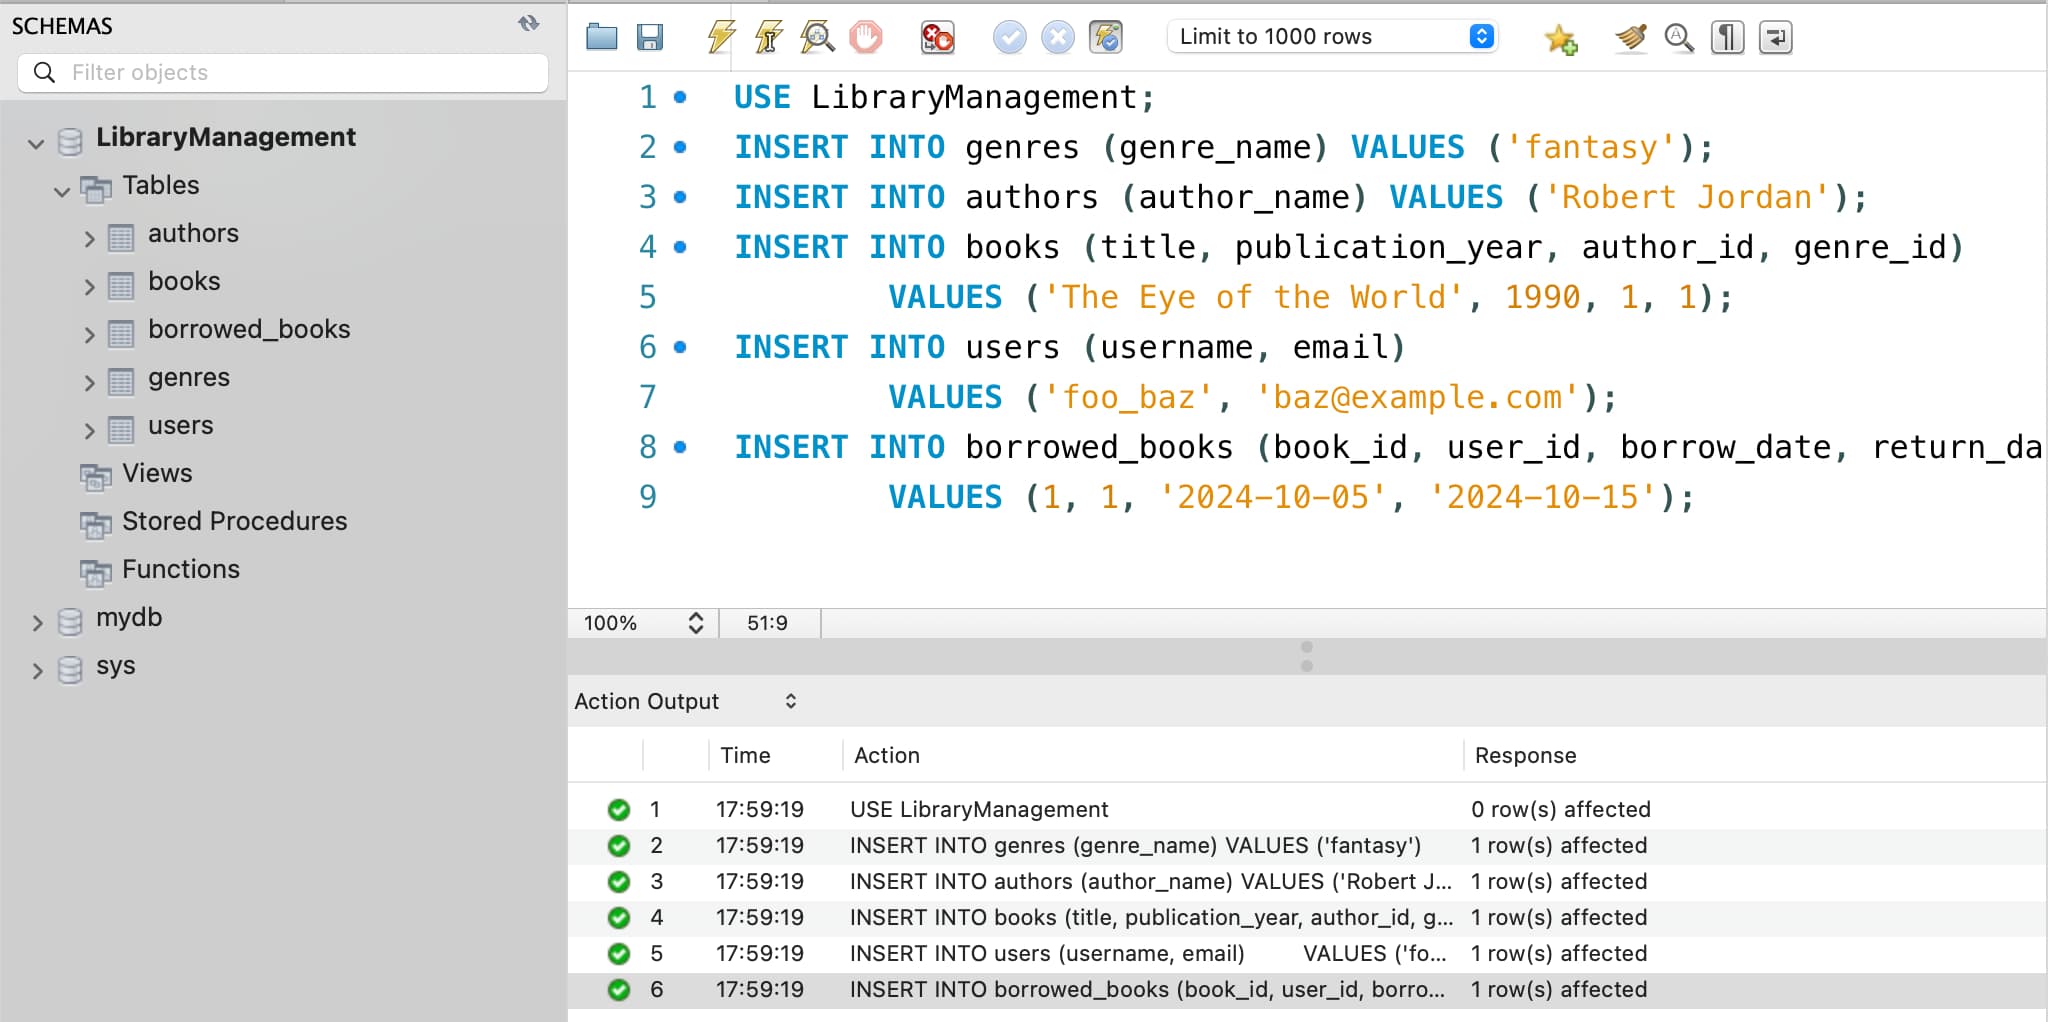 SCHEMAS
Filter objects
LibraryManagement
Tables
authors
books
borrowed_books
genres
users
Views
Stored Procedures
Functions
mydb
sys
Limit to 1000 rows
1 USE LibraryManagement;
2 INSERT INTO genres (genre_name) VALUES ('fantasy');
3 INSERT INTO authors (author_name) VALUES ('Robert Jordan');
4 INSERT INTO books (title, publication_year, author_id, genre_id)
5 VALUES ('The Eye of the World', 1990, 1, 1);
6 INSERT INTO users (username, email)
7 VALUES ('foo_baz', 'baz@example.com');
8 INSERT INTO borrowed_books (book_id, user_id, borrow_date, return_da
9 VALUES (1, 1, '2024-10-05', '2024-10-15');
100% 51:9
Action Output
Time Action Response
1 17:59:19 USE LibraryManagement 0 row(s) affected
2 17:59:19 INSERT INTO genres (genre_name) VALUES ('fantasy') 1 row(s) affected
3 17:59:19 INSERT INTO authors (author_name) VALUES ('Robert J... 1 row(s) affected
4 17:59:19 INSERT INTO books (title, publication_year, author_id, g... 1 row(s) affected
5 17:59:19 INSERT INTO users (username, email) VALUES ('fo... 1 row(s) affected
6 17:59:19 INSERT INTO borrowed_books (book_id, user_id, borro... 1 row(s) affected